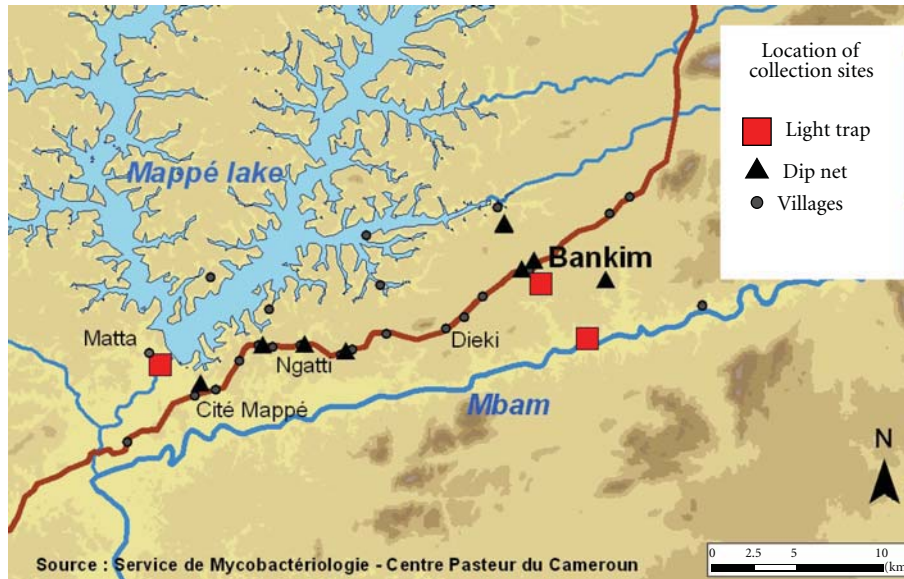 Location of
collection sites
Light trap
Dip net
Villages
Mappé lake
Bankim
Matta
Dieki
Ngatti
Cité Mappé
Mbam
N
0 2.5 5 10
(km
Source : Service de Mycobactériologie - Centre Pasteur du Cameroun